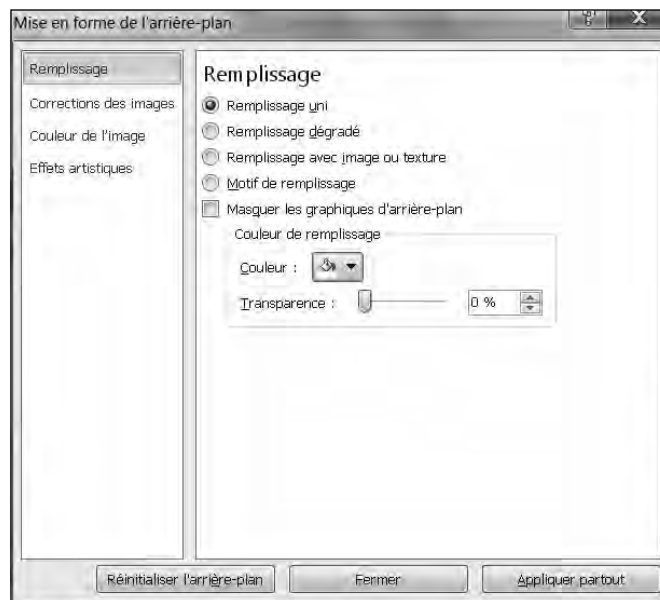 Mise en forme de l'arrière-plan
Remplissage
Corrections des images
Couleur de l'image
Effets artistiques
Remplissage
Remplissage uni
Remplissage dégradé
Remplissage avec image ou texture
Motif de remplissage
Masquer les graphiques d'arrière-plan
Couleur de remplissage
Couleur :
Transparence : 0 %
Réinitialiser l'arrière-plan Fermer Appliquer partout